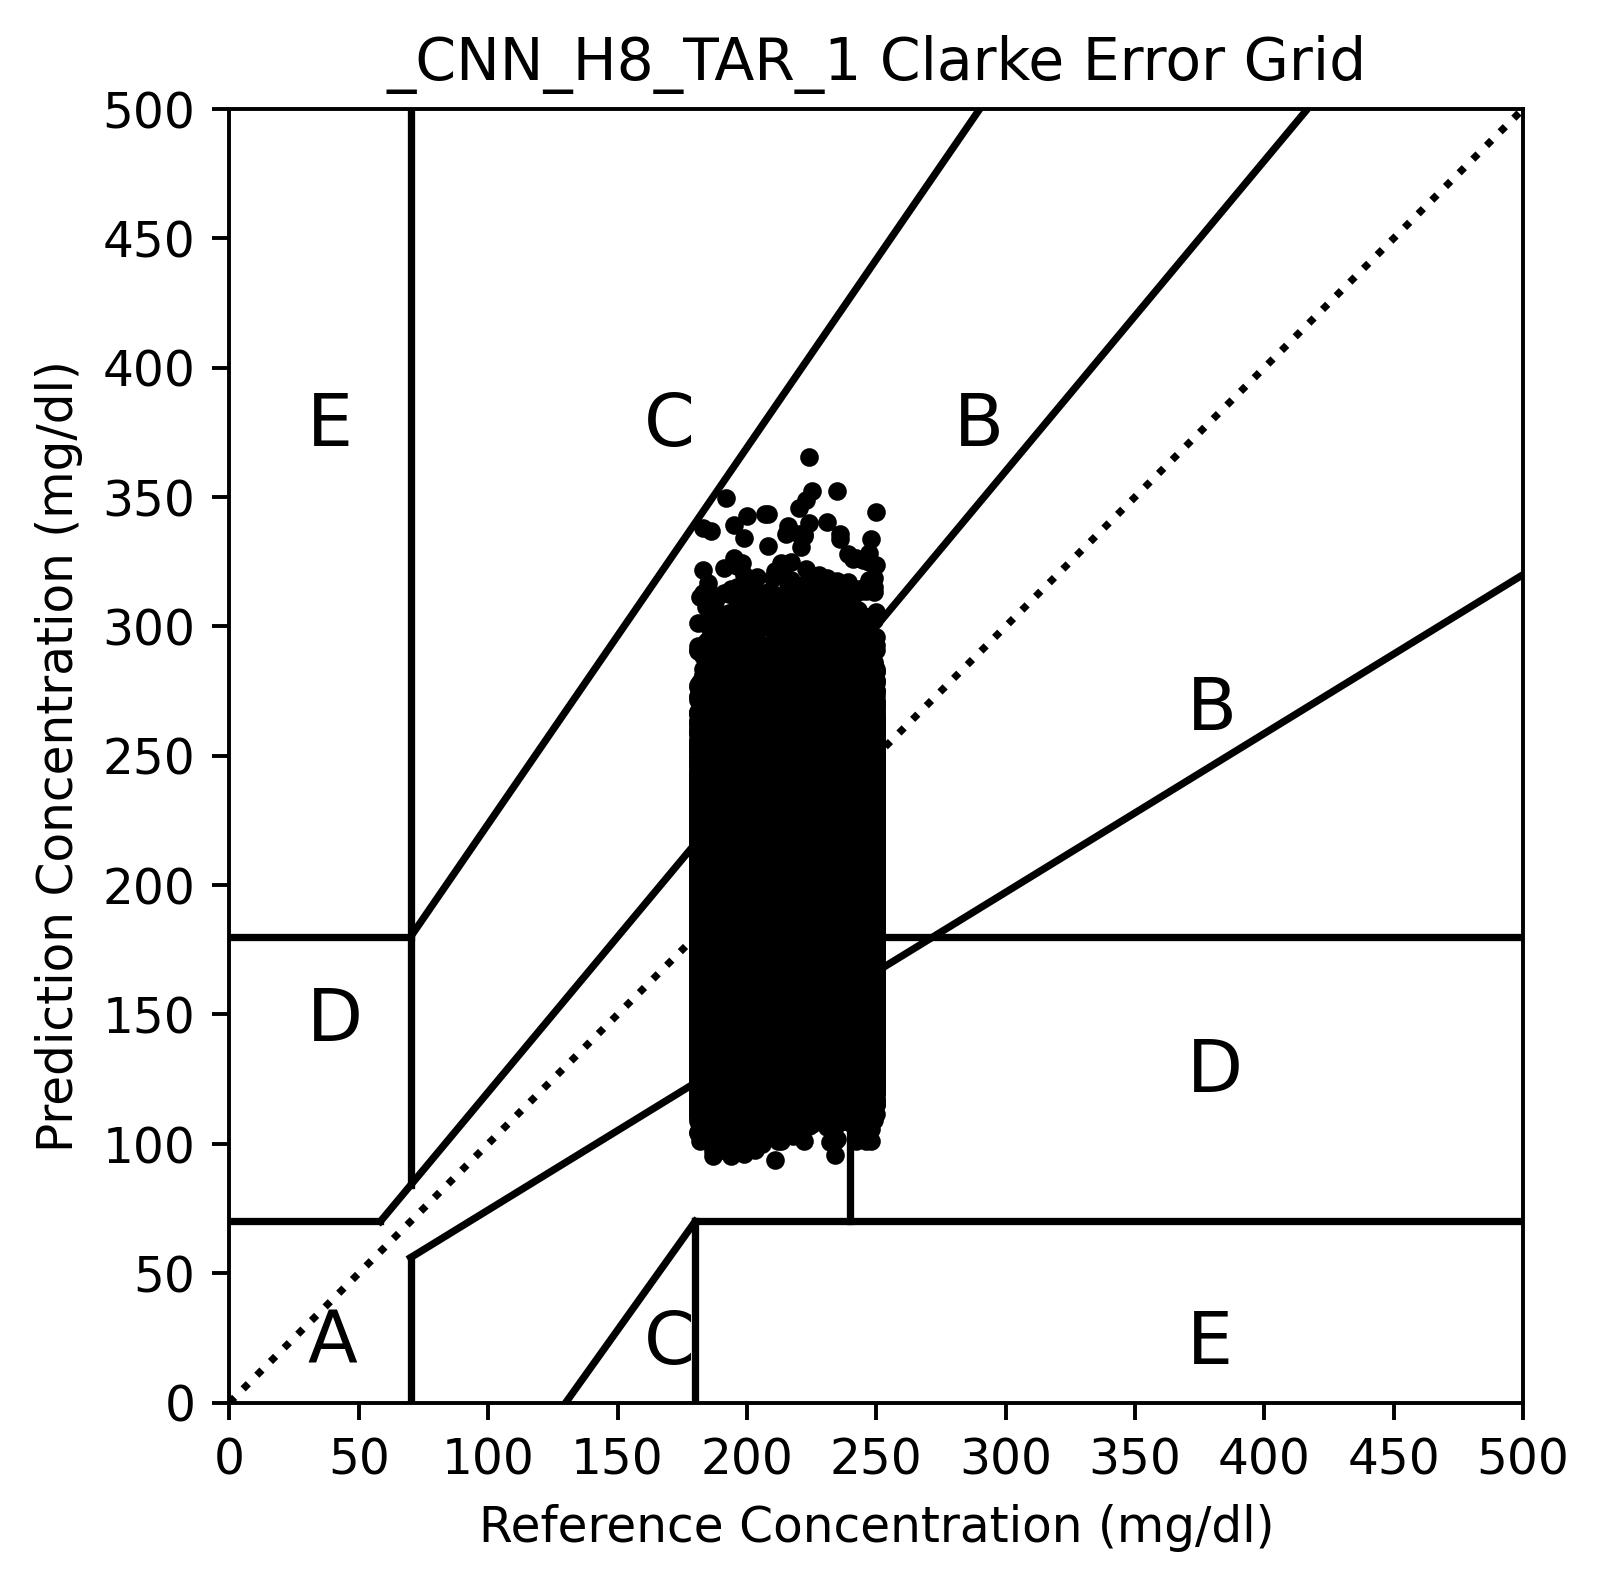 _CNN_H8_TAR_1 Clarke Error Grid
Prediction Concentration (mg/dl)
500
450
400
350
300
250
200
150
100
50
0
E
C
B
B
D
D
A
C
E
0 50 100 150 200 250 300 350 400 450 500
Reference Concentration (mg/dl)